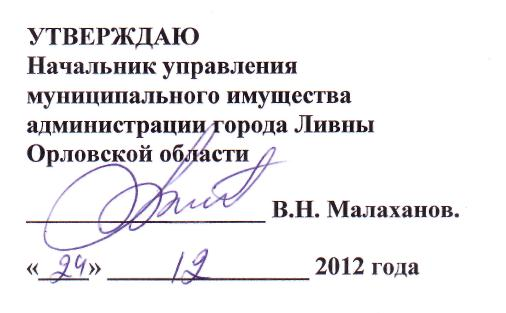 УТВЕРЖДАЮ
Начальник управления
муниципального имущества
администрации города Ливны
Орловской области
В.Н. Малаханов.
«24» 12 2012 года